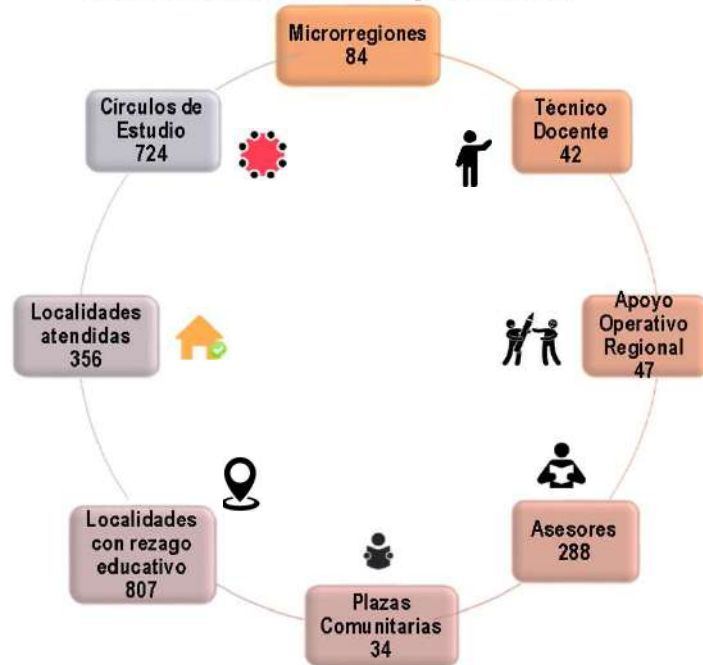 Microrregiones
84
Técnico
Docente
42
Apoyo
Operativo
Regional
47
Asesores
288
Plazas
Comunitarias
34
Localidades
con rezago
educativo
807
Localidades
atendidas
356
Círculos de
Estudio
724